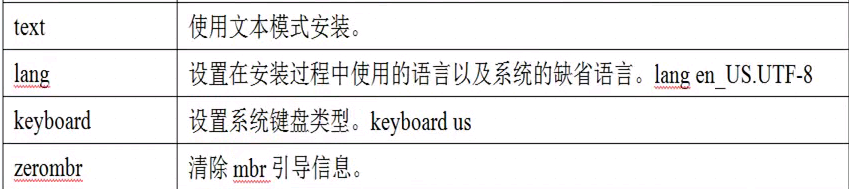 text 使用文本模式安装。
lang 设置在安装过程中使用的语言以及系统的缺省语言。lang en_US.UTF-8
keyboard 设置系统键盘类型。keyboard us
zerombr 清除 mbr 引导信息。